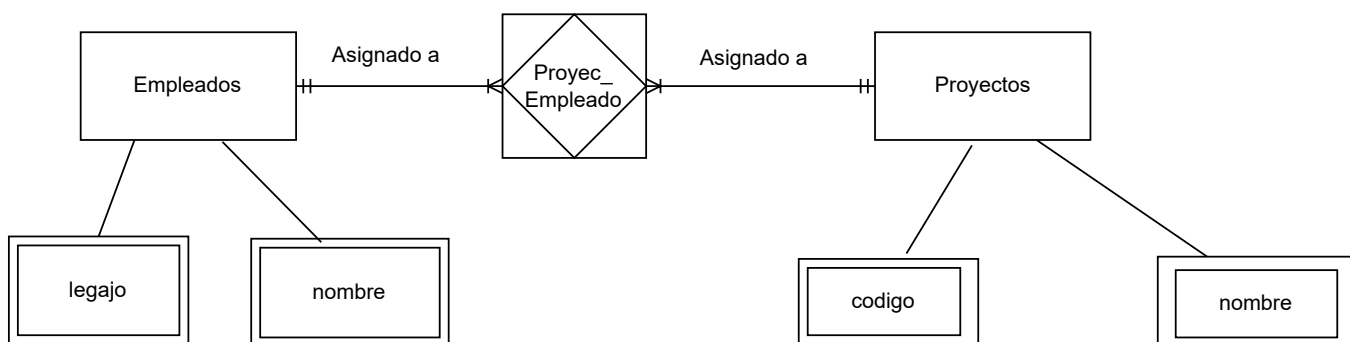 Asignado a
Asignado a
Empleados
Proyec_
Empleado
Proyectos
legajo
nombre
codigo
nombre